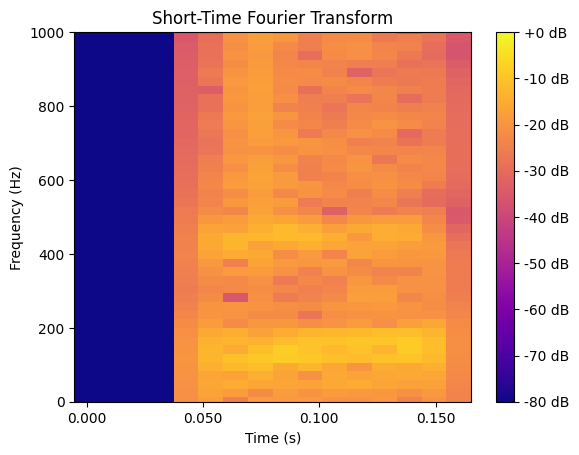 Short-Time Fourier Transform
1000
800
600
400
200
0
Frequency (Hz)
0.000
0.050
0.100
0.150
Time (s)
+0 dB
-10 dB
-20 dB
-30 dB
-40 dB
-50 dB
-60 dB
-70 dB
-80 dB